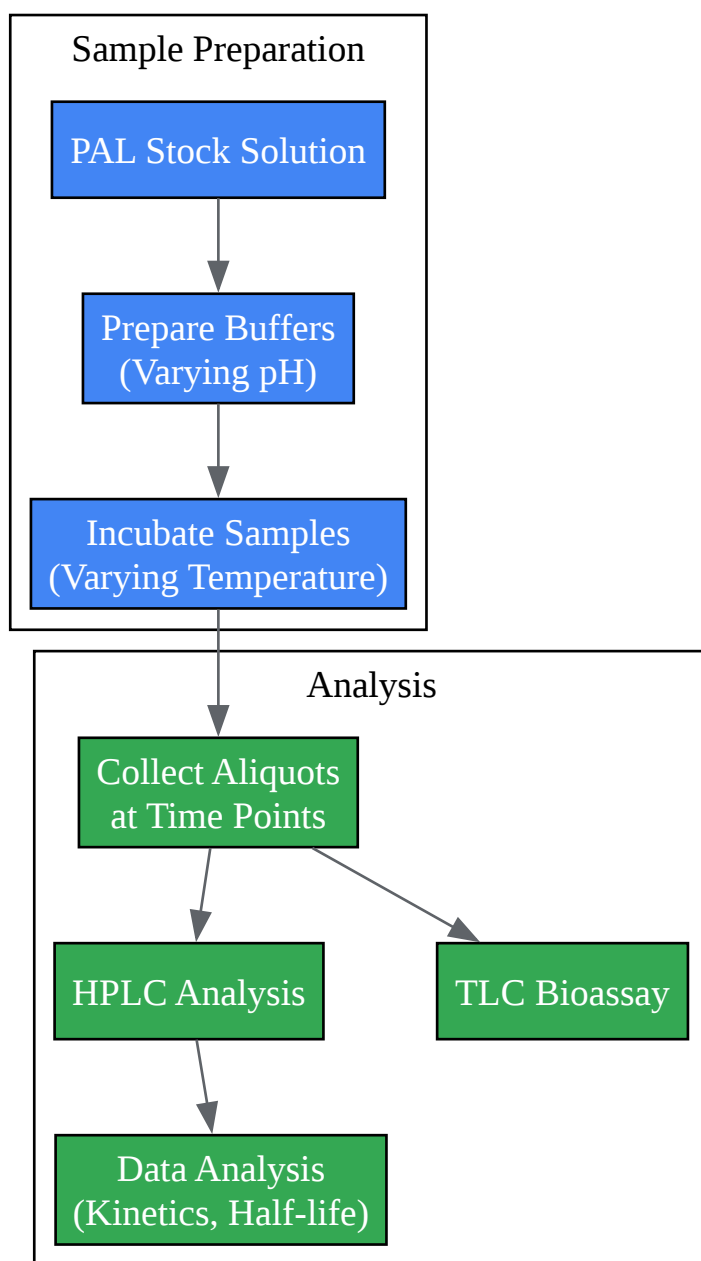 Sample Preparation
PAL Stock Solution
Prepare Buffers
(Varying pH)
Incubate Samples
(Varying Temperature)
Analysis
Collect Aliquots
at Time Points
HPLC Analysis
TLC Bioassay
Data Analysis
(Kinetics, Half-life)